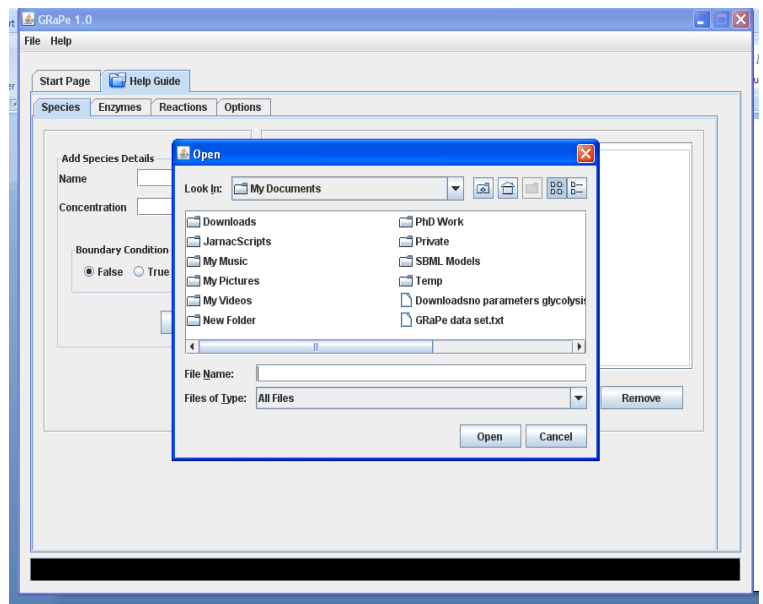 GRaPe 1.0
File Help
Start Page Help Guide
Species Enzymes Reactions Options
Add Species Details
Name
Concentration
Boundary Condition
False True
Open
Look In: My Documents
Downloads PhD Work
JarnacScripts Private
My Music SBML Models
My Pictures Temp
My Videos Downloadsno parameters glycolysi
New Folder GRaPe data set.txt
File Name:
Files of Type: All Files
Open Cancel
Remove